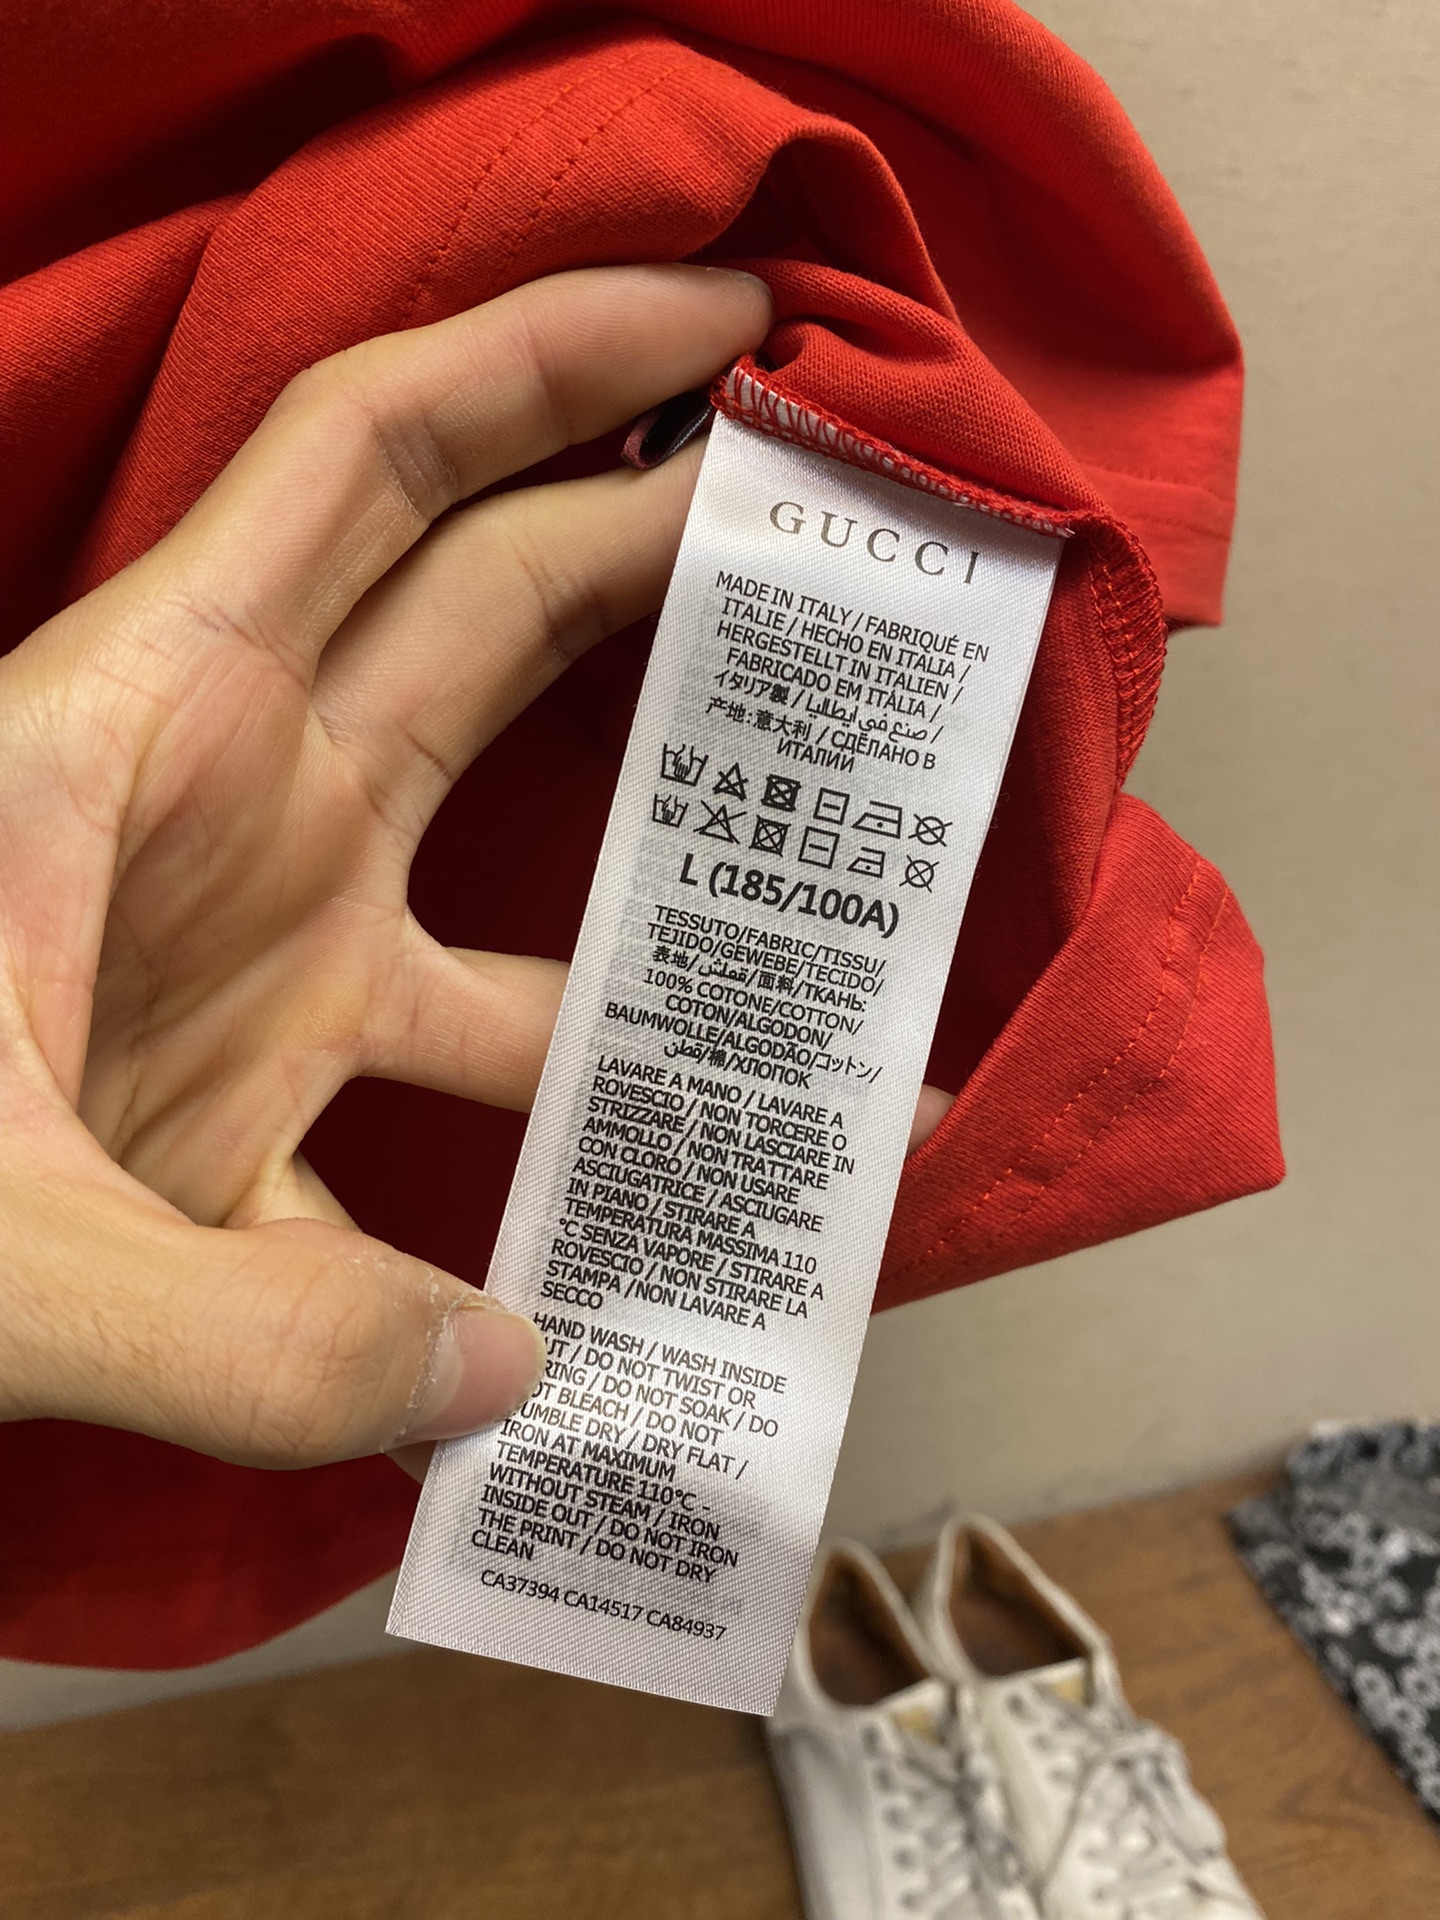 GUCCI
MADE IN ITALY / FABRIQUÉ EN
ITALIE / HECHO EN ITALIA /
HERGESTELLT IN ITALIEN /
FABRICADO EM ITÁLIA /
イタリア製 / صنع في ايطاليا /
产地:意大利 / СДЕЛАНО В
ИТАЛИИ
L (185/100A)
TESSUTO/FABRIC/TISSU/
TEJIDO/GEWEBE/TECIDO/
表地/قماش/面料/ТКАНЬ:
100% COTONE/COTTON/
COTON/ALGODON/
BAUMWOLLE/ALGODÃO/コットン/
قطن/棉/ХЛОПОК
LAVARE A MANO / LAVARE A
ROVESCIO / NON TORCERE O
STRIZZARE / NON LASCIARE IN
AMMOLLO / NON TRATTARE
CON CLORO / NON USARE
ASCIUGATRICE / ASCIUGARE
IN PIANO / STIRARE A
TEMPERATURA MASSIMA 110
°C SENZA VAPORE / STIRARE A
ROVESCIO / NON STIRARE LA
STAMPA /NON LAVARE A
SECCO
HAND WASH / WASH INSIDE
UT / DO NOT TWIST OR
RING / DO NOT SOAK / DO
OT BLEACH / DO NOT
UMBLE DRY / DRY FLAT /
IRON AT MAXIMUM
TEMPERATURE 110°C -
WITHOUT STEAM / IRON
INSIDE OUT / DO NOT IRON
THE PRINT / DO NOT DRY
CLEAN
CA37394 CA14517 CA84937